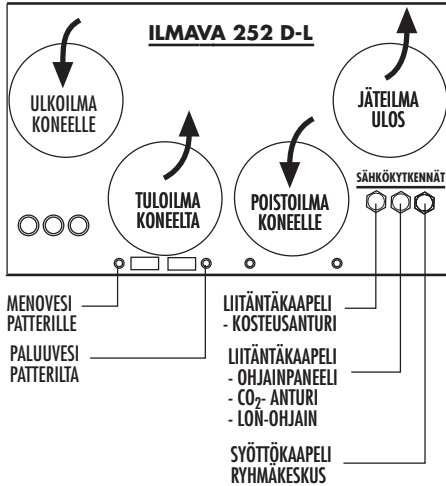 ILMAVA 252 D-L
ULKOILMA
KONEELLE
JÄTEILMA
ULOS
TULOILMA
KONEELTA
POISTOILMA
KONEELLE
SÄHKÖKYTKENNÄT
MENOVESI
PATTERILLE
PALUUVESI
PATTERILTA
LIITÄNTÄKAAPELI
- KOSTEUSANTURI
LIITÄNTÄKAAPELI
- OHJAINPANEELI
- CO₂- ANTURI
- LON-OHJAIN
SYÖTTÖKAAPELI
RYHMÄKESKUS